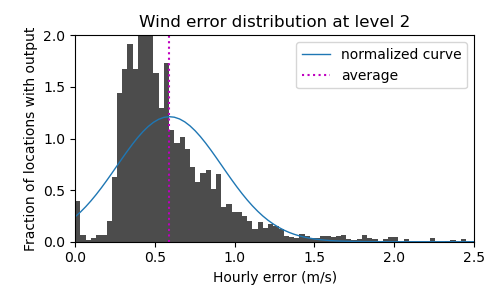 Wind error distribution at level 2
Fraction of locations with output
2.0
1.5
1.0
0.5
0.0
normalized curve
average
0.0 0.5 1.0 1.5 2.0 2.5
Hourly error (m/s)